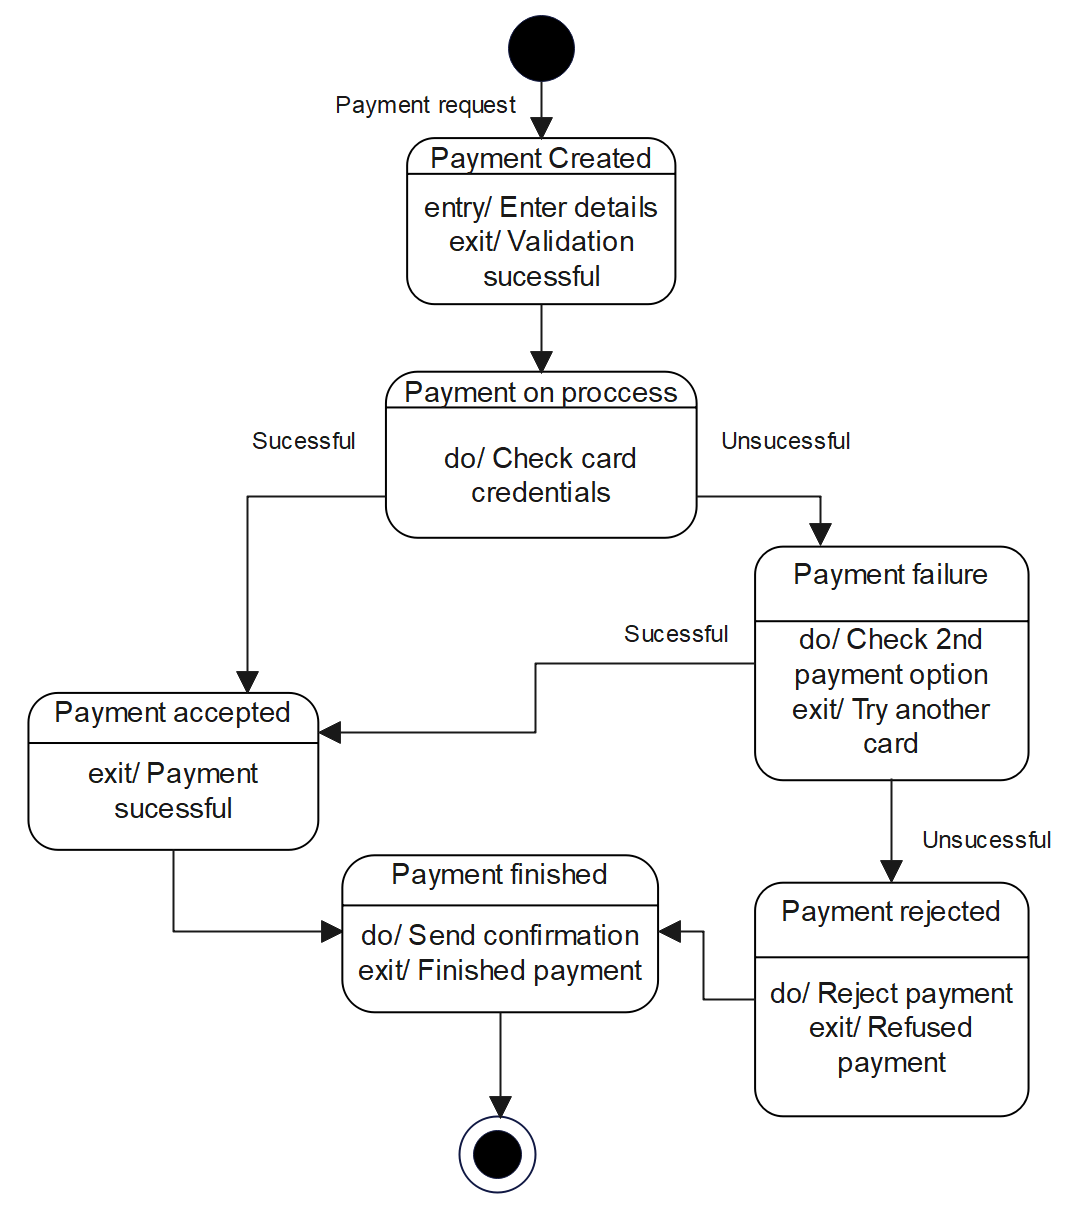 Payment request
Payment Created
entry/ Enter details
exit/ Validation
sucessful
Payment on proccess
do/ Check card
credentials
Sucessful
Unsucessful
Payment failure
do/ Check 2nd
payment option
exit/ Try another
card
Sucessful
Payment accepted
exit/ Payment
sucessful
Unsucessful
Payment finished
do/ Send confirmation
exit/ Finished payment
Payment rejected
do/ Reject payment
exit/ Refused
payment